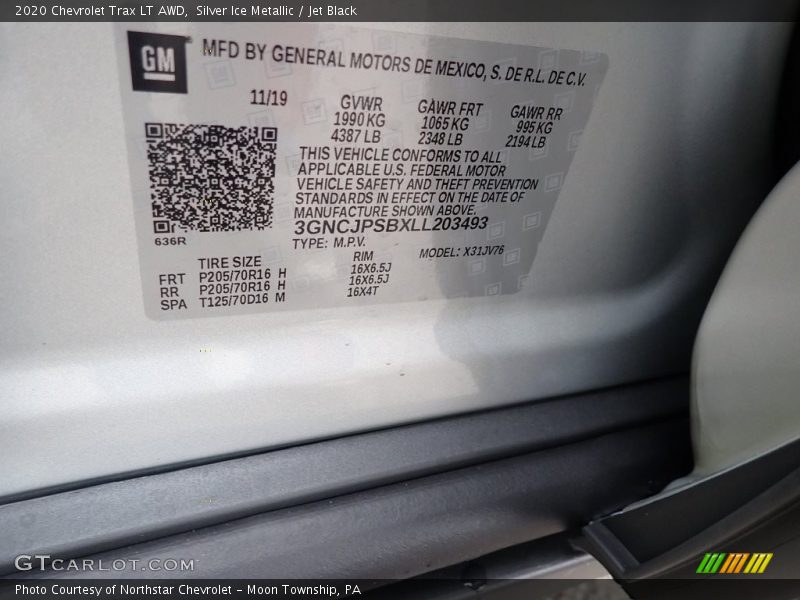 2020 Chevrolet Trax LT AWD, Silver Ice Metallic / Jet Black
GM
MFD BY GENERAL MOTORS DE MEXICO, S. DE R.L. DE C.V.
11/19
GVWR GAWR FRT GAWR RR
1990 KG 1065 KG 995 KG
4387 LB 2348 LB 2194 LB
THIS VEHICLE CONFORMS TO ALL
APPLICABLE U.S. FEDERAL MOTOR
VEHICLE SAFETY AND THEFT PREVENTION
STANDARDS IN EFFECT ON THE DATE OF
MANUFACTURE SHOWN ABOVE.
3GNCJPSBXLL203493
636R
TYPE: M.P.V. MODEL: X31JV76
TIRE SIZE RIM
FRT P205/70R16 H 16X6.5J
RR P205/70R16 H 16X6.5J
SPA T125/70D16 M 16X4T
GTCARLOT.COM
Photo Courtesy of Northstar Chevrolet - Moon Township, PA